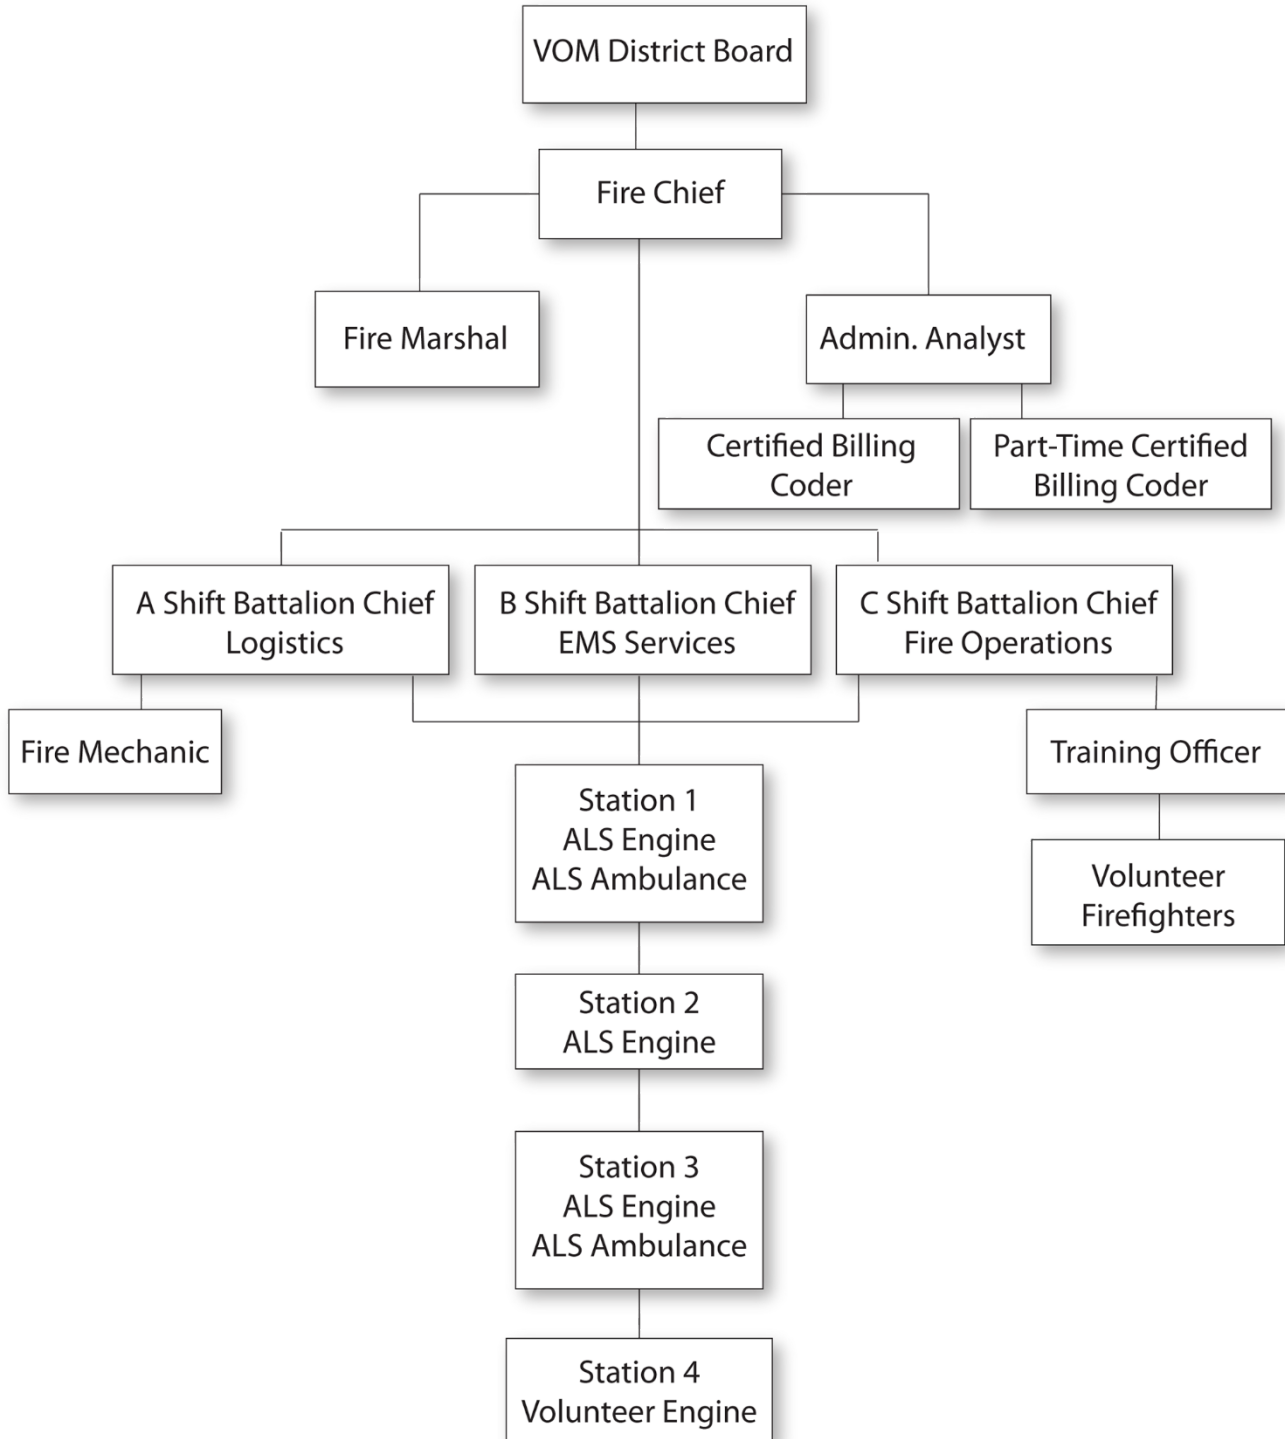 VOM District Board
Fire Chief
Fire Marshal
Admin. Analyst
Certified Billing
Coder
Part-Time Certified
Billing Coder
A Shift Battalion Chief
Logistics
B Shift Battalion Chief
EMS Services
C Shift Battalion Chief
Fire Operations
Fire Mechanic
Training Officer
Station 1
ALS Engine
ALS Ambulance
Volunteer
Firefighters
Station 2
ALS Engine
Station 3
ALS Engine
ALS Ambulance
Station 4
Volunteer Engine